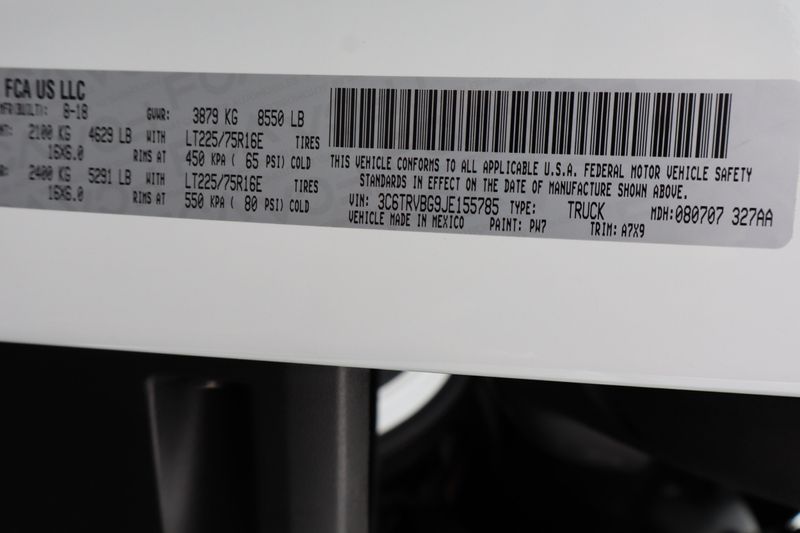 FCA US LLC
MFR(BUILT): 8-18 GVWR: 3879 KG 8550 LB
2100 KG 4629 LB WITH LT225/75R16E TIRES
16X6.0 RIMS AT 450 KPA ( 65 PSI) COLD
2400 KG 5291 LB WITH LT225/75R16E TIRES
16X6.0 RIMS AT 550 KPA ( 80 PSI) COLD
THIS VEHICLE CONFORMS TO ALL APPLICABLE U.S.A. FEDERAL MOTOR VEHICLE SAFETY
STANDARDS IN EFFECT ON THE DATE OF MANUFACTURE SHOWN ABOVE.
VIN: 3C6TRVBG9JE155785 TYPE: TRUCK MDH:080707 327AA
VEHICLE MADE IN MEXICO PAINT: PW7 TRIM: A7X9